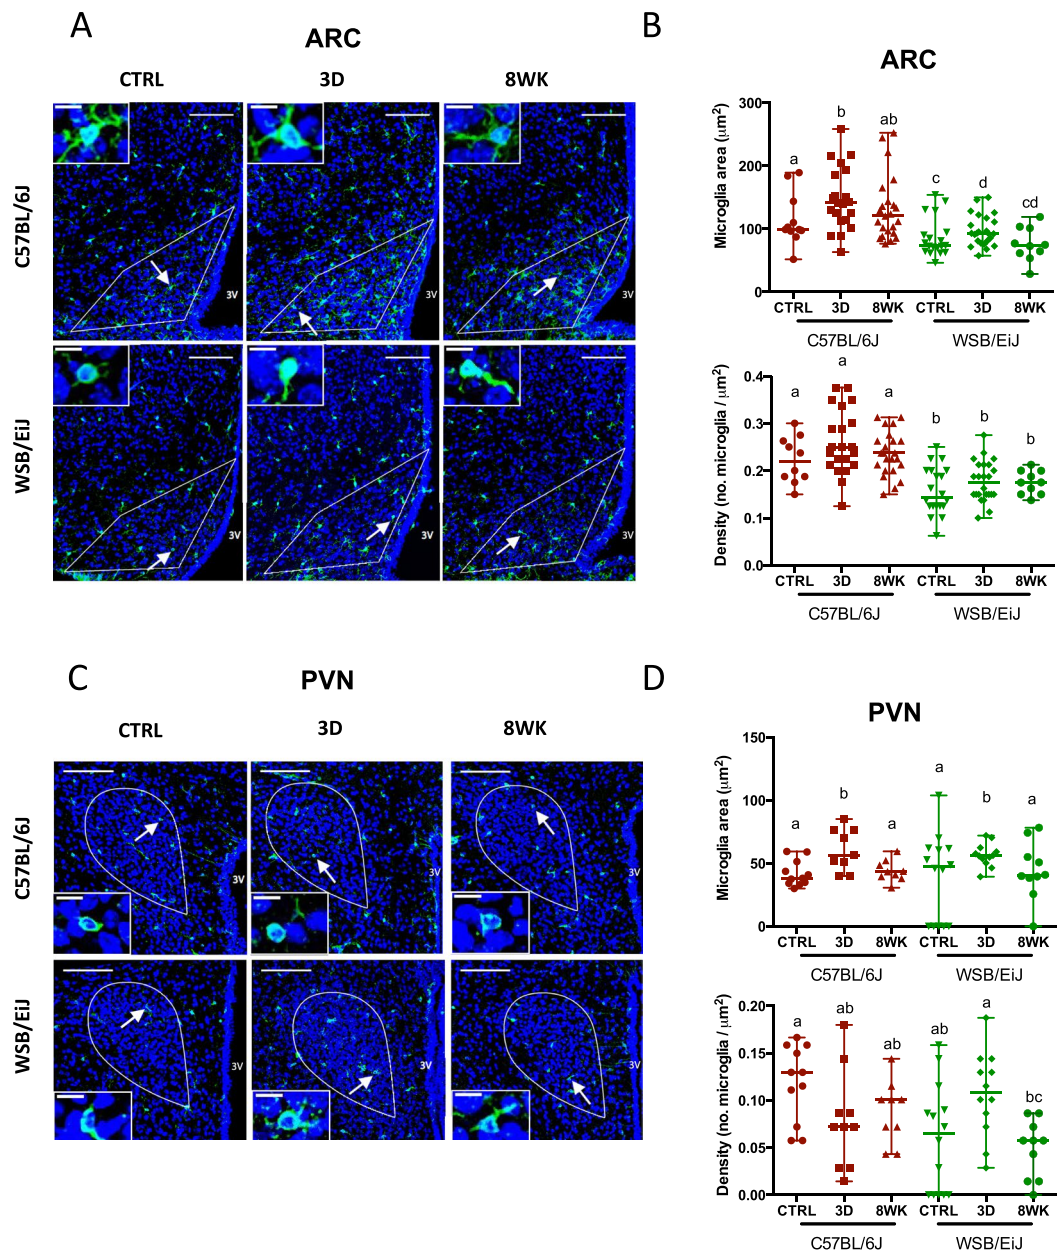 A
ARC
CTRL 3D 8WK
C57BL/6J
3V 3V 3V
WSB/EiJ
3V 3V 3V
B
ARC
Microglia area (μm2)
300
200
100
0
a b ab c d cd
CTRL 3D 8WK CTRL 3D 8WK
C57BL/6J WSB/EiJ
Density (no. microglia / μm2)
0.4
0.3
0.2
0.1
0.0
a a a b b b
CTRL 3D 8WK CTRL 3D 8WK
C57BL/6J WSB/EiJ
C
PVN
CTRL 3D 8WK
C57BL/6J
3V 3V 3V
WSB/EiJ
3V 3V 3V
D
PVN
Microglia area (μm2)
150
100
50
0
a b a a b a
CTRL 3D 8WK CTRL 3D 8WK
C57BL/6J WSB/EiJ
Density (no. microglia / μm2)
0.20
0.15
0.10
0.05
0.00
a ab ab ab a bc
CTRL 3D 8WK CTRL 3D 8WK
C57BL/6J WSB/EiJ